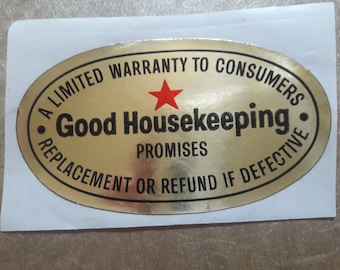 A LIMITED WARRANTY TO CONSUMERS
Good Housekeeping
PROMISES
• REPLACEMENT OR REFUND IF DEFECTIVE •